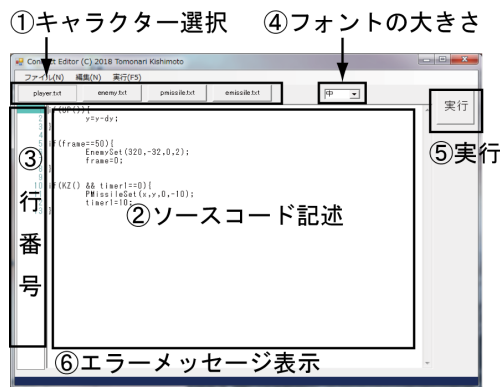 ①キャラクター選択
④フォントの大きさ
Contact Editor (C) 2018 Tomonari Kishimoto
ファイル(N) 編集(N) 実行(F5)
player.txt enemy.txt pmissile.txt emissile.txt
中
実行
⑤実行
if(UP()){
y=y-dy;
}
if(frame==50){
EnemySet(320,-32,0,2);
frame=0;
}
if(KZ() && timer1==0){
PMissileSet(x,y,0,-10);
timer1=10;
}
③行番号
②ソースコード記述
⑥エラーメッセージ表示